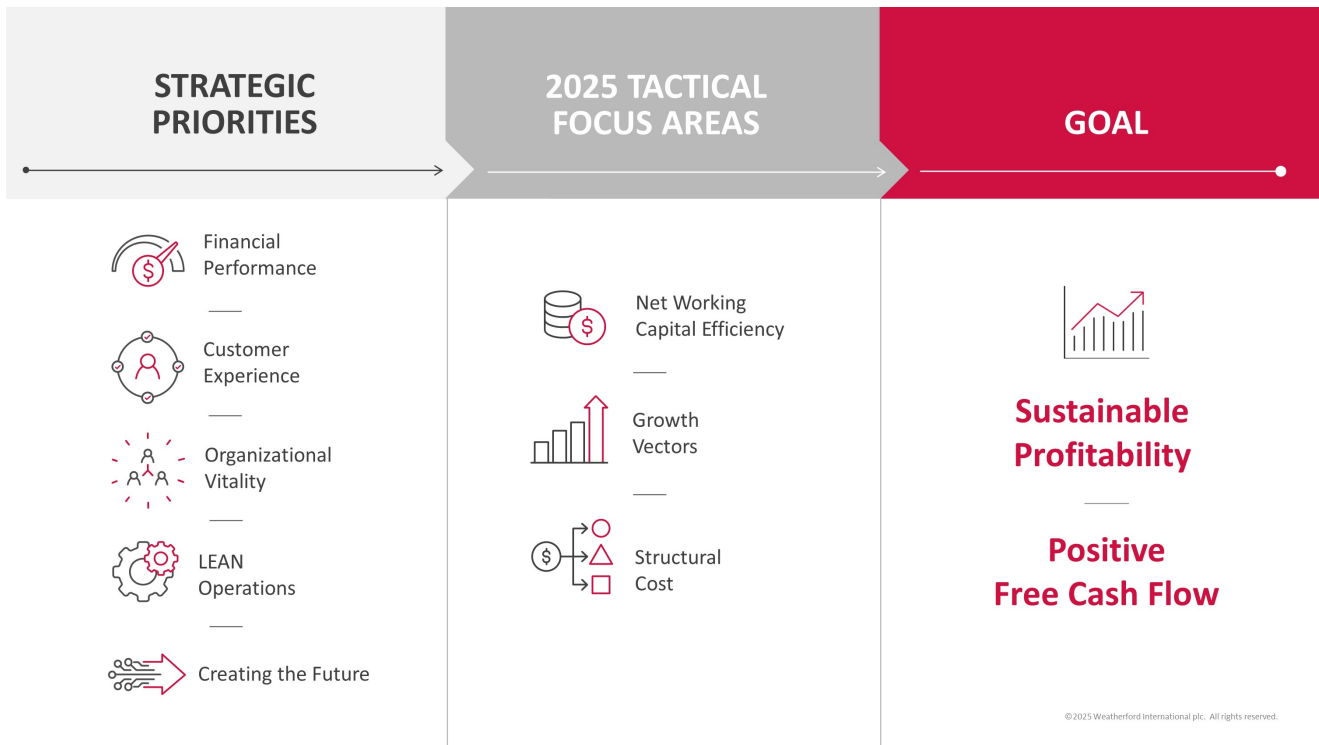 STRATEGIC
PRIORITIES
2025 TACTICAL
FOCUS AREAS
GOAL
Financial
Performance
Customer
Experience
Organizational
Vitality
LEAN
Operations
Creating the Future
Net Working
Capital Efficiency
Growth
Vectors
Structural
Cost
Sustainable
Profitability
Positive
Free Cash Flow
©2025 Weatherford International plc. All rights reserved.